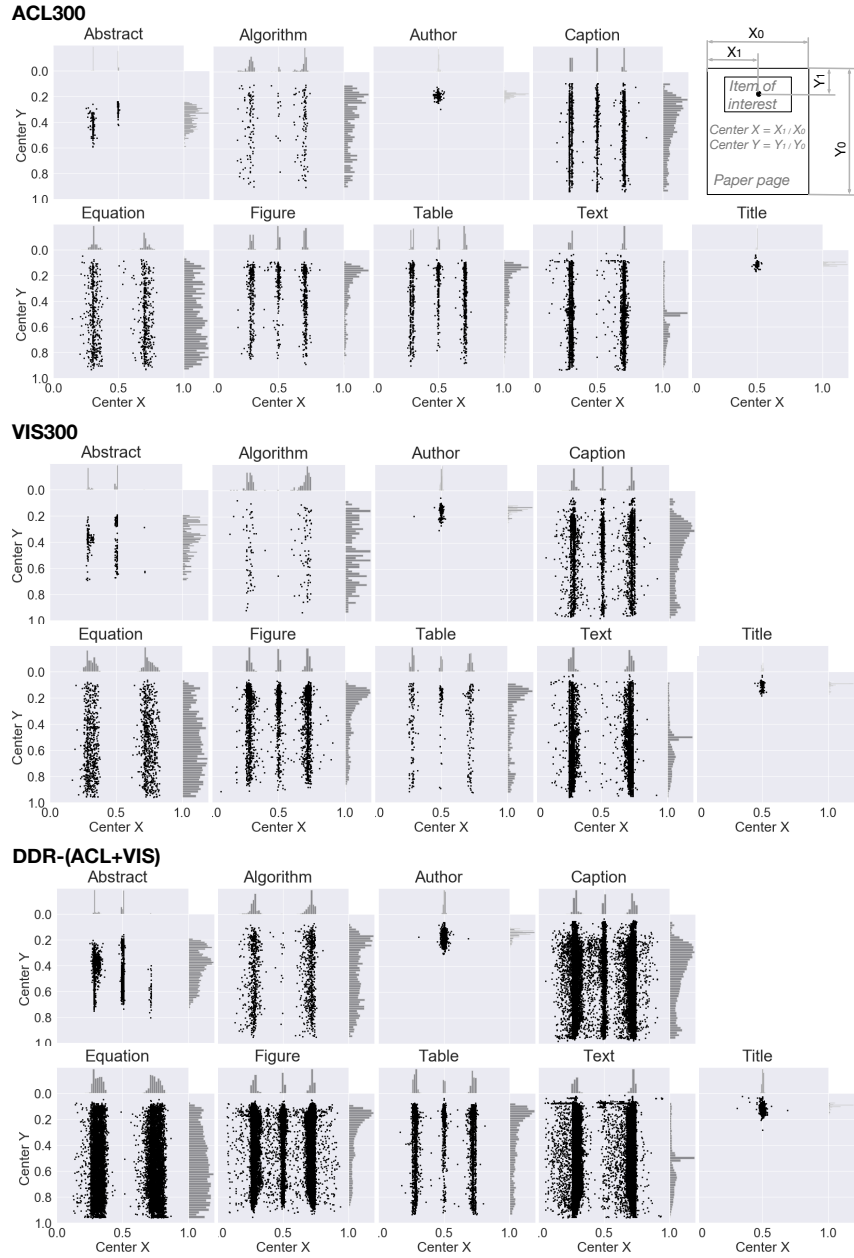 ACL300
Abstract Algorithm Author Caption
0.0
0.2
0.4
0.6
0.8
1.0
Center Y
X₀
X₁
Y₁
Y₀
Item of
interest
Center X = X₁/X₀
Center Y = Y₁/Y₀
Paper page
Equation Figure Table Text Title
0.0
0.2
0.4
0.6
0.8
1.0
Center Y
0.0 0.5 1.0 .0 0.5 1.0 .0 0.5 1.0 0 0.5 1.0 .0 0.5 1.0
Center X Center X Center X Center X Center X
VIS300
Abstract Algorithm Author Caption
0.0
0.2
0.4
0.6
0.8
1.0
Center Y
Equation Figure Table Text Title
0.0
0.2
0.4
0.6
0.8
1.0
Center Y
0.0 0.5 1.0 .0 0.5 1.0 .0 0.5 1.0 0 0.5 1.0 0 0.5 1.0
Center X Center X Center X Center X Center X
DDR-(ACL+VIS)
Abstract Algorithm Author Caption
0.0
0.2
0.4
0.6
0.8
1.0
Center Y
Equation Figure Table Text Title
0.0
0.2
0.4
0.6
0.8
1.0
Center Y
0.0 0.5 1.0 .0 0.5 1.0 .0 0.5 1.0 0 0.5 1.0 .0 0.5 1.0
Center X Center X Center X Center X Center X